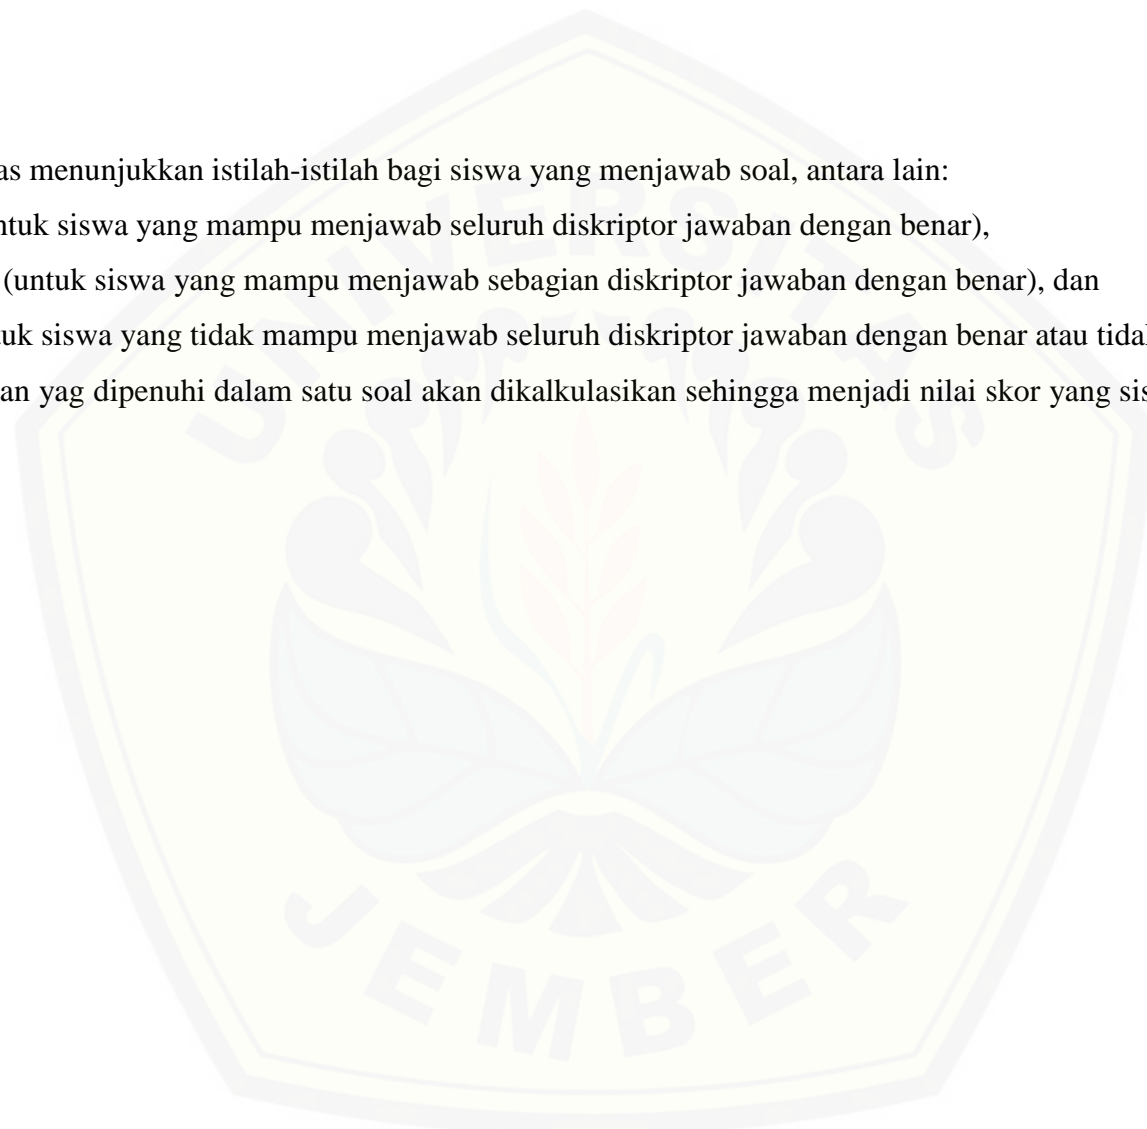 as menunjukkan istilah-istilah bagi siswa yang menjawab soal, antara lain:
ntuk siswa yang mampu menjawab seluruh diskriptor jawaban dengan benar),
(untuk siswa yang mampu menjawab sebagian diskriptor jawaban dengan benar), dan
tuk siswa yang tidak mampu menjawab seluruh diskriptor jawaban dengan benar atau tidal
an yag dipenuhi dalam satu soal akan dikalkulasikan sehingga menjadi nilai skor yang sis
UNIVERSITAS
JEMBER